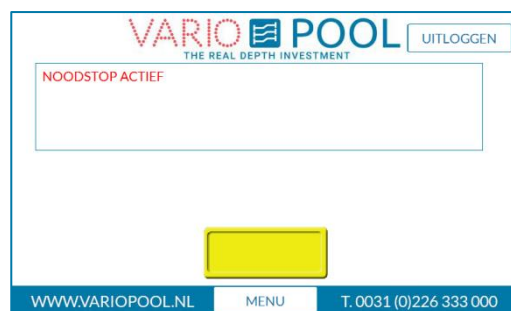 VARIO POOL
THE REAL DEPTH INVESTMENT
UITLOGGEN
NOODSTOP ACTIEF
WWW.VARIOPOOL.NL
MENU
T. 0031 (0)226 333 000